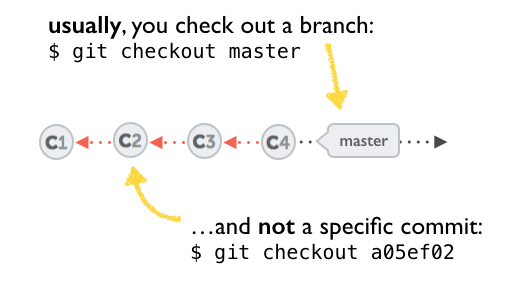 usually, you check out a branch:
$ git checkout master
C1 C2 C3 C4 master
…and not a specific commit:
$ git checkout a05ef02